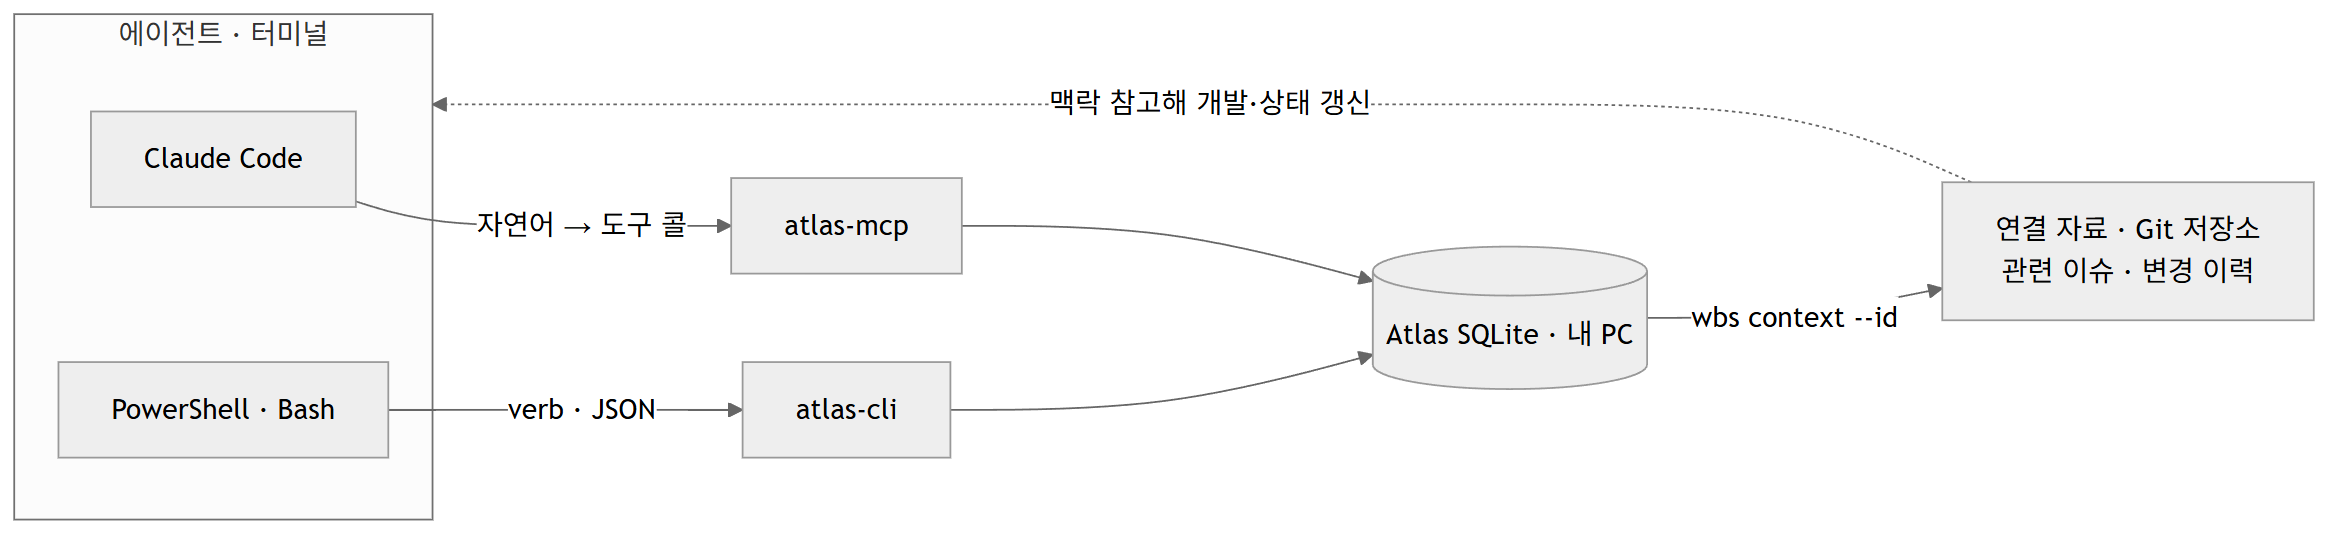 에이전트 · 터미널
맥락 참고해 개발·상태 갱신
Claude Code
자연어 → 도구 콜
atlas-mcp
연결 자료 · Git 저장소
관련 이슈 · 변경 이력
Atlas SQLite · 내 PC
wbs context --id
PowerShell · Bash
verb · JSON
atlas-cli